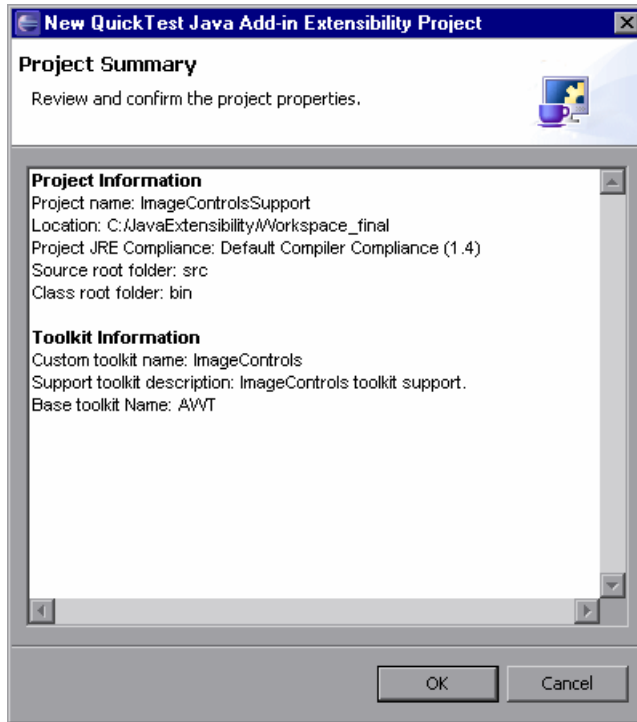 New QuickTest Java Add-in Extensibility Project
Project Summary
Review and confirm the project properties.
Project Information
Project name: ImageControlsSupport
Location: C:/JavaExtensibility/Workspace_final
Project JRE Compliance: Default Compiler Compliance (1.4)
Source root folder: src
Class root folder: bin
Toolkit Information
Custom toolkit name: ImageControls
Support toolkit description: ImageControls toolkit support.
Base toolkit Name: AWT
OK
Cancel